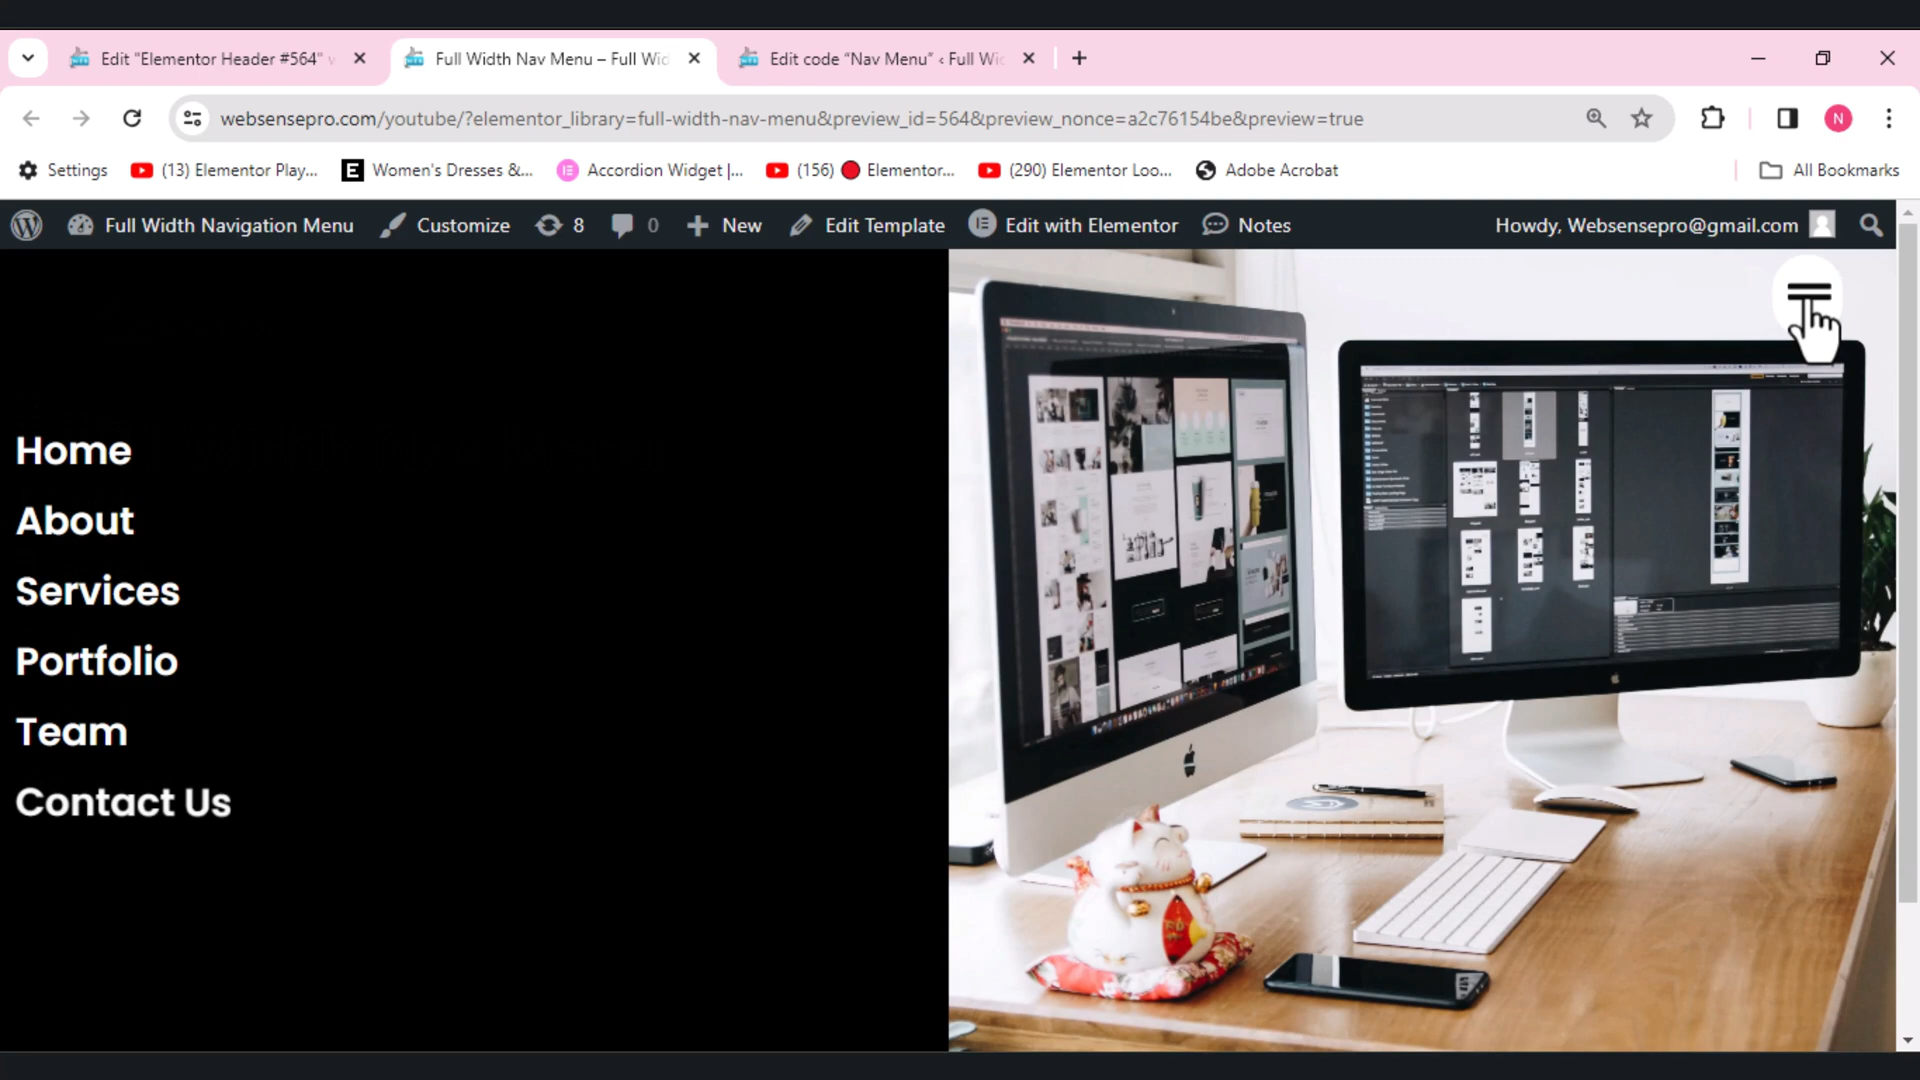 Edit "Elementor Header #564" w
Full Width Nav Menu – Full Wid
Edit code “Nav Menu” ‹ Full Wi
websensepro.com/youtube/?elementor_library=full-width-nav-menu&preview_id=564&preview_nonce=a2c76154be&preview=true
N
Settings
(13) Elementor Play...
E Women's Dresses &...
Accordion Widget |...
(156) Elementor...
(290) Elementor Loo...
Adobe Acrobat
All Bookmarks
Full Width Navigation Menu
Customize
8
0
New
Edit Template
Edit with Elementor
Notes
Howdy, Websensepro@gmail.com
Home
About
Services
Portfolio
Team
Contact Us